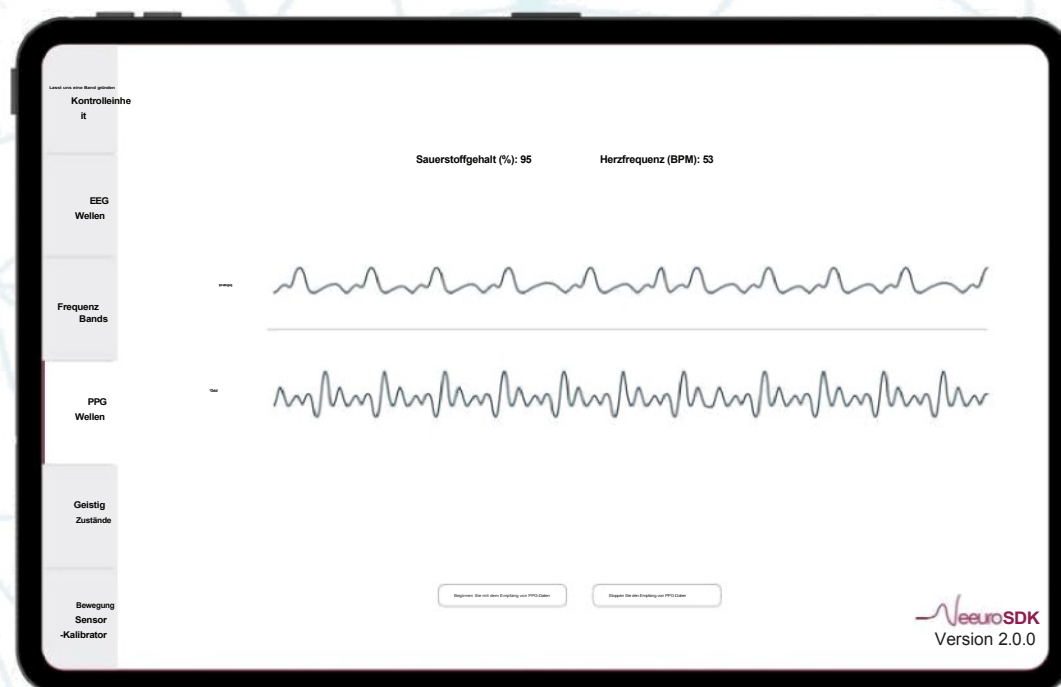 Lasst uns eine Band gründen
Kontrolleinhe
it
EEG
Wellen
Frequenz
Bands
PPG
Wellen
Geistig
Zustände
Bewegung
Sensor
-Kalibrator
Sauerstoffgehalt (%): 95
Herzfrequenz (BPM): 53
Beginnen Sie mit dem Empfang von PPG-Daten
Stoppen Sie den Empfang von PPG-Daten
NeeuroSDK
Version 2.0.0